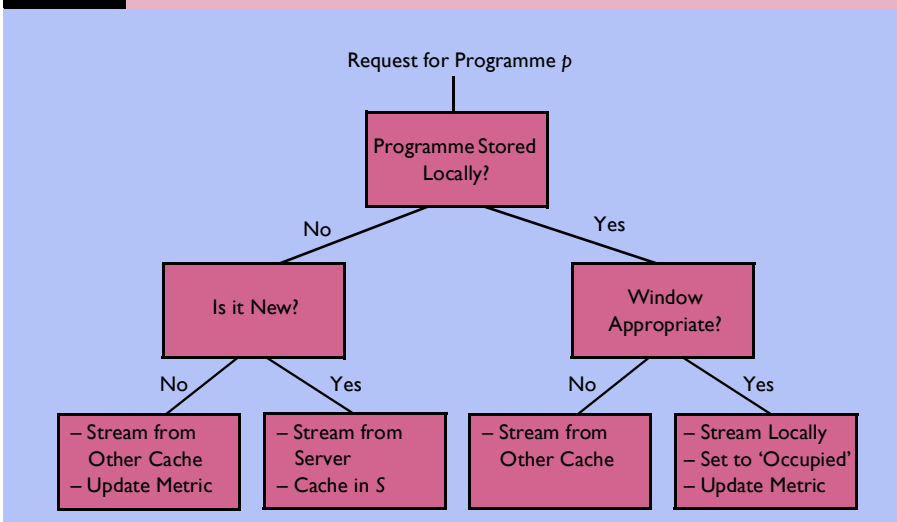 Request for Programme p
Programme Stored
Locally?
No
Yes
Is it New?
Window
Appropriate?
No
Yes
No
Yes
– Stream from
Other Cache
– Update Metric
– Stream from
Server
– Cache in S
– Stream from
Other Cache
– Stream Locally
– Set to ‘Occupied’
– Update Metric